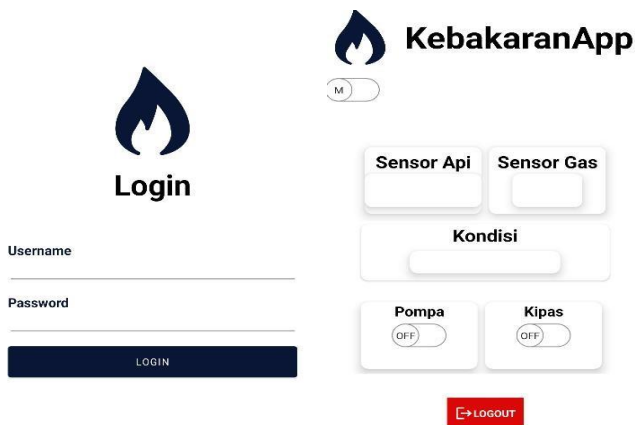 Login
Username
Password
LOGIN
KebakaranApp
M
Sensor Api
Sensor Gas
Kondisi
Pompa
Kipas
OFF
OFF
LOGOUT